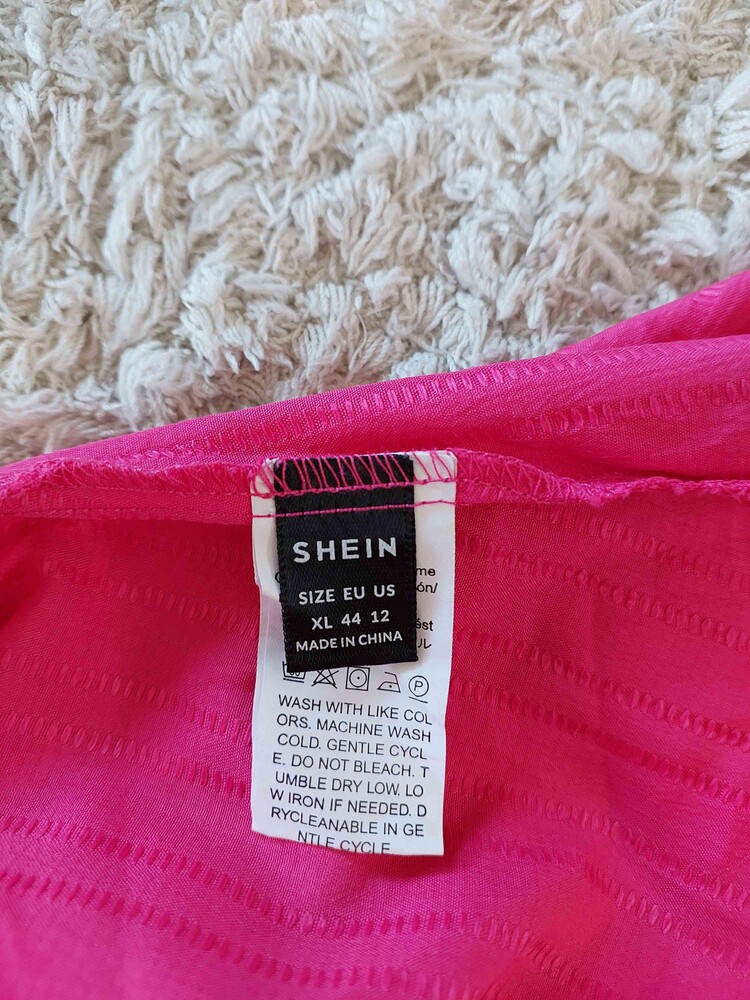 SHEIN
SIZE EU US
XL 44 12
MADE IN CHINA
WASH WITH LIKE COL
ORS. MACHINE WASH
COLD. GENTLE CYCL
E. DO NOT BLEACH. T
UMBLE DRY LOW. LO
W IRON IF NEEDED. D
RYCLEANABLE IN GE
NTLE CYCLE